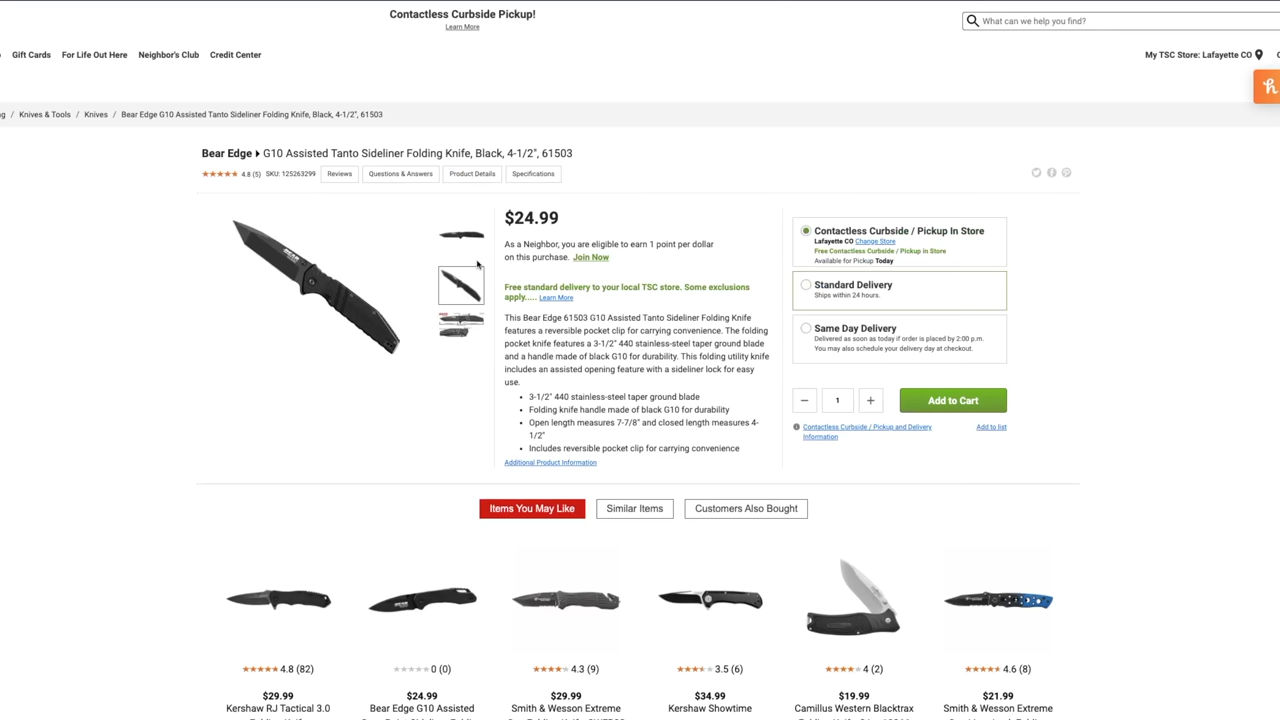 Contactless Curbside Pickup!
Learn More
What can we help you find?
Gift Cards
For Life Out Here
Neighbor's Club
Credit Center
My TSC Store: Lafayette CO
/ Knives & Tools / Knives / Bear Edge G10 Assisted Tanto Sideliner Folding Knife, Black, 4-1/2", 61503
Bear Edge G10 Assisted Tanto Sideliner Folding Knife, Black, 4-1/2", 61503
4.8 (5) SKU: 125263299
Reviews
Questions & Answers
Product Details
Specifications
$24.99
As a Neighbor, you are eligible to earn 1 point per dollar
on this purchase. Join Now
Free standard delivery to your local TSC store. Some exclusions
apply..... Learn More
This Bear Edge 61503 G10 Assisted Tanto Sideliner Folding Knife
features a reversible pocket clip for carrying convenience. The folding
pocket knife features a 3-1/2" 440 stainless-steel taper ground blade
and a handle made of black G10 for durability. This folding utility knife
includes an assisted opening feature with a sideliner lock for easy
use.
• 3-1/2" 440 stainless-steel taper ground blade
• Folding knife handle made of black G10 for durability
• Open length measures 7-7/8" and closed length measures 4-
1/2"
• Includes reversible pocket clip for carrying convenience
Additional Product Information
Contactless Curbside / Pickup In Store
Lafayette CO Change Store
Free Contactless Curbside / Pickup in Store
Available for Pickup Today
Standard Delivery
Ships within 24 hours.
Same Day Delivery
Delivered as soon as today if order is placed by 2:00 p.m.
You may also schedule your delivery day at checkout.
1
Add to Cart
Contactless Curbside / Pickup and Delivery
Information
Add to list
Items You May Like
Similar Items
Customers Also Bought
4.8 (82)
$29.99
Kershaw RJ Tactical 3.0
0 (0)
$24.99
Bear Edge G10 Assisted
4.3 (9)
$29.99
Smith & Wesson Extreme
3.5 (6)
$34.99
Kershaw Showtime
4 (2)
$19.99
Camillus Western Blacktrax
4.6 (8)
$21.99
Smith & Wesson Extreme